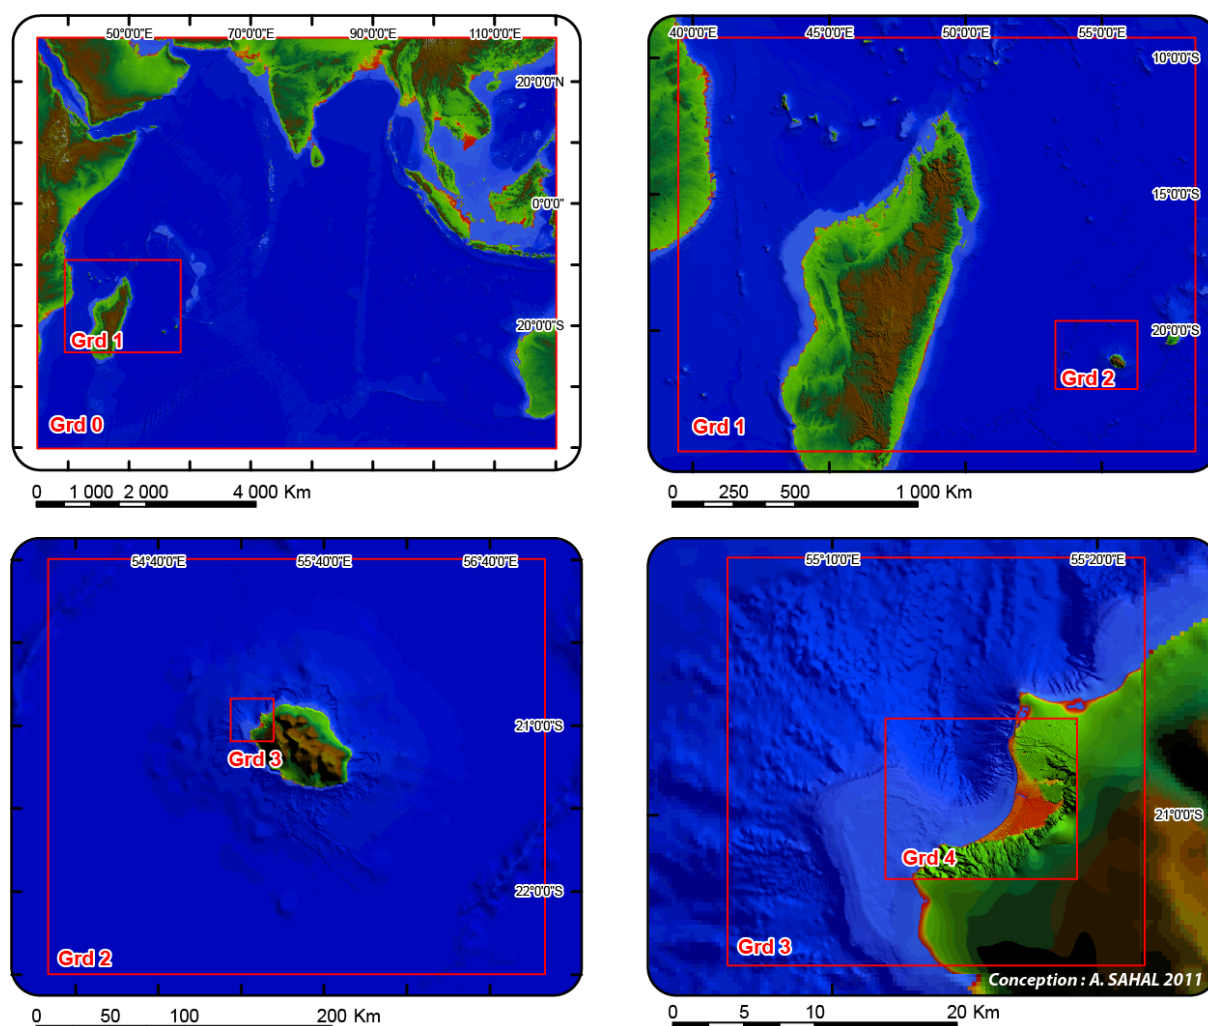 50°0'0"E 70°0'0"E 90°0'0"E 110°0'0"E
20°0'0"N
0°0'0"
20°0'0"S
Grd 1
Grd 0
0 1 000 2 000 4 000 Km
40°0'0"E 45°0'0"E 50°0'0"E 55°0'0"E
10°0'0"S
15°0'0"S
20°0'0"S
Grd 2
Grd 1
0 250 500 1 000 Km
54°40'0"E 55°40'0"E 56°40'0"E
21°0'0"S
Grd 3
22°0'0"S
Grd 2
0 50 100 200 Km
55°10'0"E 55°20'0"E
21°0'0"S
Grd 4
Grd 3
Conception : A. SAHAL 2011
0 5 10 20 Km